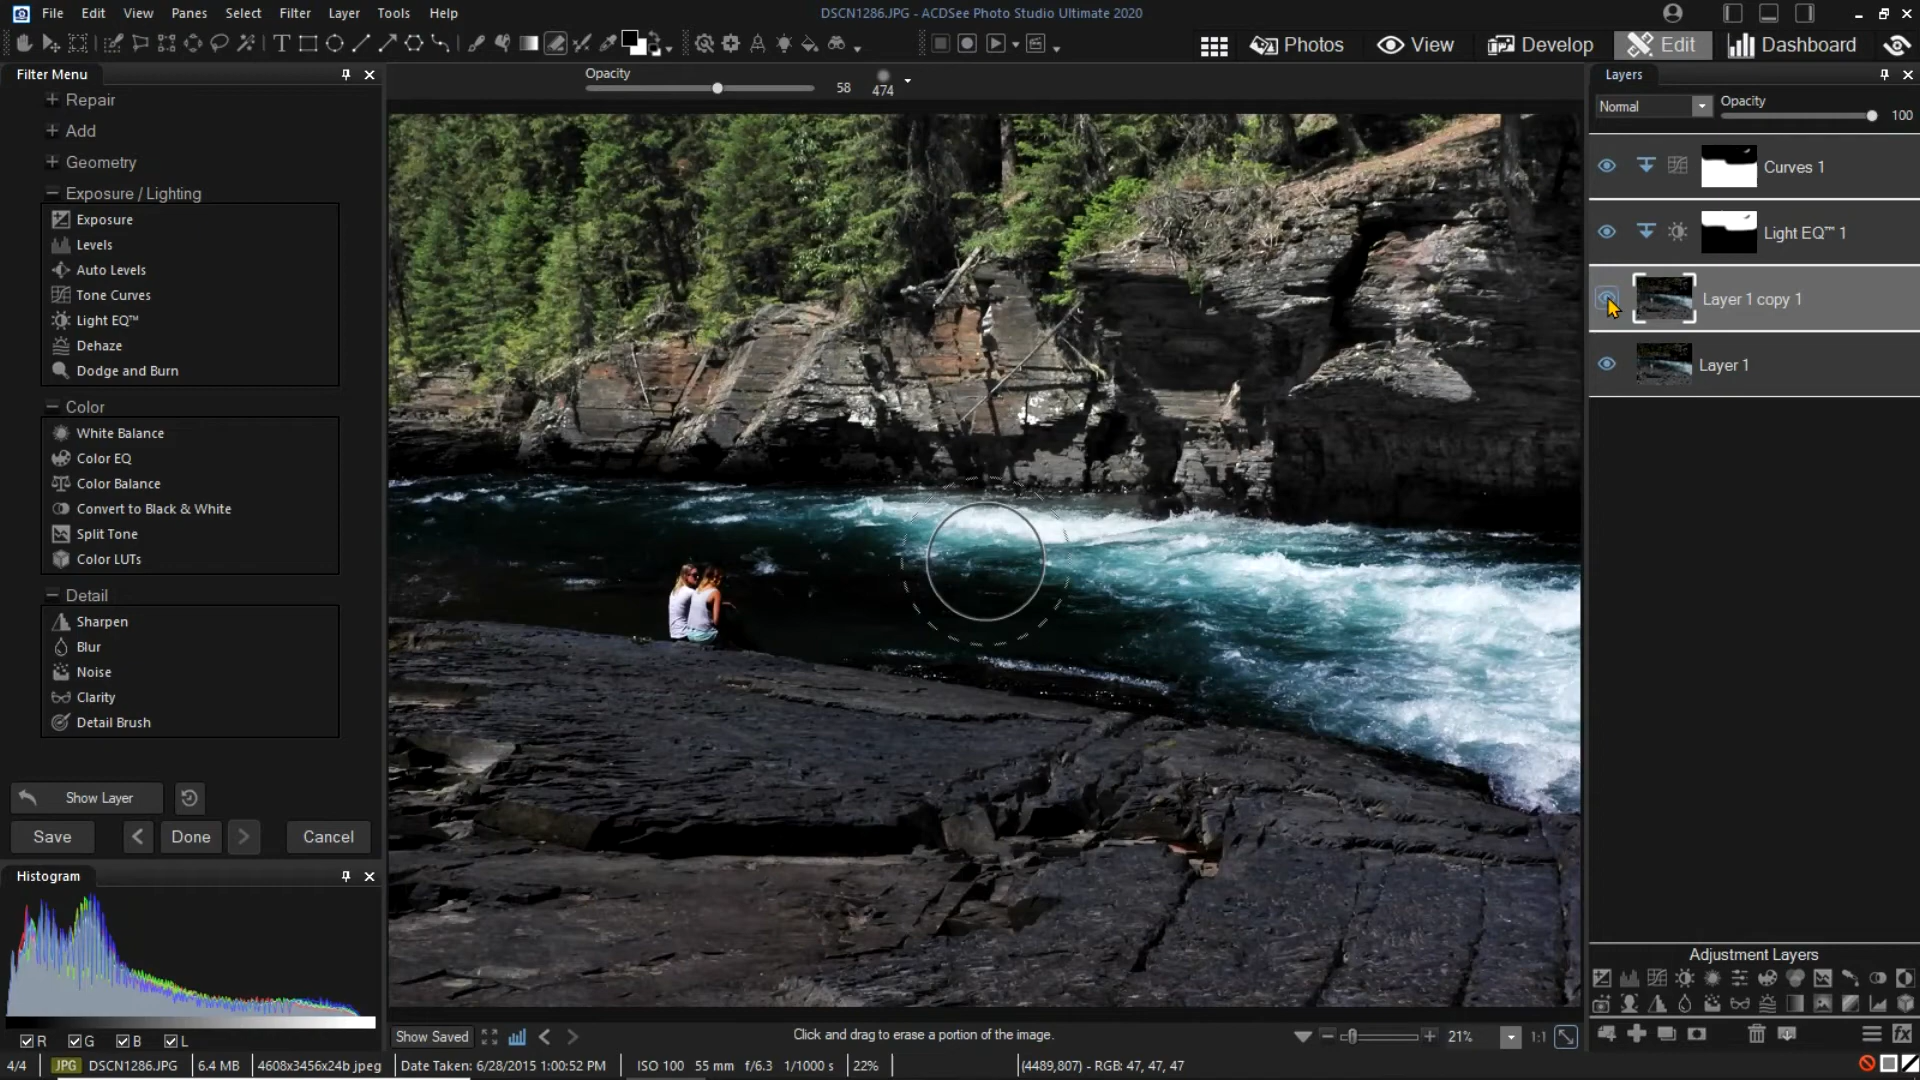 File Edit View Panes Select Filter Layer Tools Help
DSCN1286.JPG - ACDSee Photo Studio Ultimate 2020
Photos View Develop Edit Dashboard
Filter Menu
Opacity
58
474
Layers
Normal
Opacity
100
Repair
Add
Geometry
Exposure / Lighting
Exposure
Levels
Auto Levels
Tone Curves
Light EQ™
Dehaze
Dodge and Burn
Color
White Balance
Color EQ
Color Balance
Convert to Black & White
Split Tone
Color LUTs
Detail
Sharpen
Blur
Noise
Clarity
Detail Brush
Show Layer
Save
Done
Cancel
Histogram
R G B L
Curves 1
Light EQ™ 1
Layer 1 copy 1
Layer 1
Adjustment Layers
Show Saved
Click and drag to erase a portion of the image.
21%
1:1
4/4 JPG DSCN1286.JPG 6.4 MB 4608x3456x24b jpeg Date Taken: 6/28/2015 1:00:52 PM ISO 100 55 mm f/6.3 1/1000 s 22% (4489,807) - RGB: 47, 47, 47